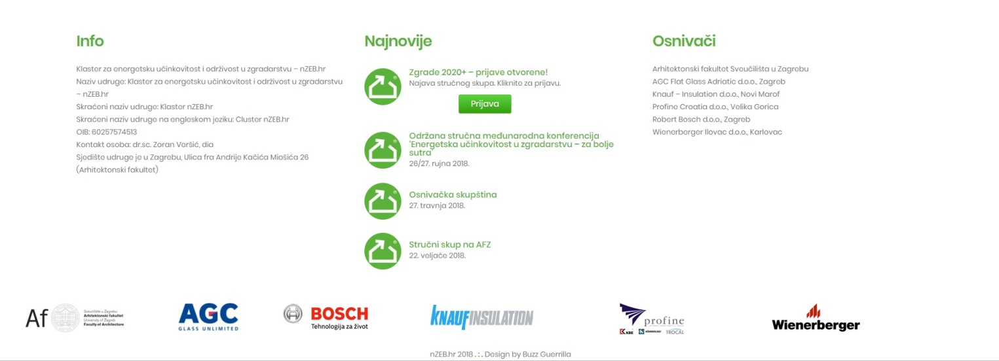 Info
Klaster za energetsku učinkovitost i održivost u zgradarstvu – nZEB.hr
Naziv udruge: Klaster za energetsku učinkovitost i održivost u zgradarstvu
– nZEB.hr
Skraćeni naziv udruge: Klaster nZEB.hr
Skraćeni naziv udruge na engleskom jeziku: Cluster nZEB.hr
OIB: 60257574513
Kontakt osoba: dr.sc. Zoran Veršić, dia
Sjedište udruge je u Zagrebu, Ulica fra Andrije Kačića Miošića 26
(Arhitektonski fakultet)
Najnovije
Zgrade 2020+ – prijave otvorene!
Najava stručnog skupa. Kliknite za prijavu.
Prijava
Održana stručna međunarodna konferencija
'Energetska učinkovitost u zgradarstvu – za bolje
sutra'
26/27. rujna 2018.
Osnivačka skupština
27. travnja 2018.
Stručni skup na AFZ
22. veljače 2018.
Osnivači
Arhitektonski fakultet Sveučilišta u Zagrebu
AGC Flat Glass Adriatic d.o.o., Zagreb
Knauf – Insulation d.o.o., Novi Marof
Profine Croatia d.o.o., Velika Gorica
Robert Bosch d.o.o., Zagreb
Wienerberger Ilovac d.o.o., Karlovac
Af
Sveučilište u Zagrebu
Arhitektonski fakultet
University of Zagreb
Faculty of Architecture
AGC
GLASS UNLIMITED
BOSCH
Tehnologija za život
KNAUFINSULATION
profine
KBE KÖMMERLING TROCAL
Wienerberger
nZEB.hr 2018 . : . Design by Buzz Guerrilla